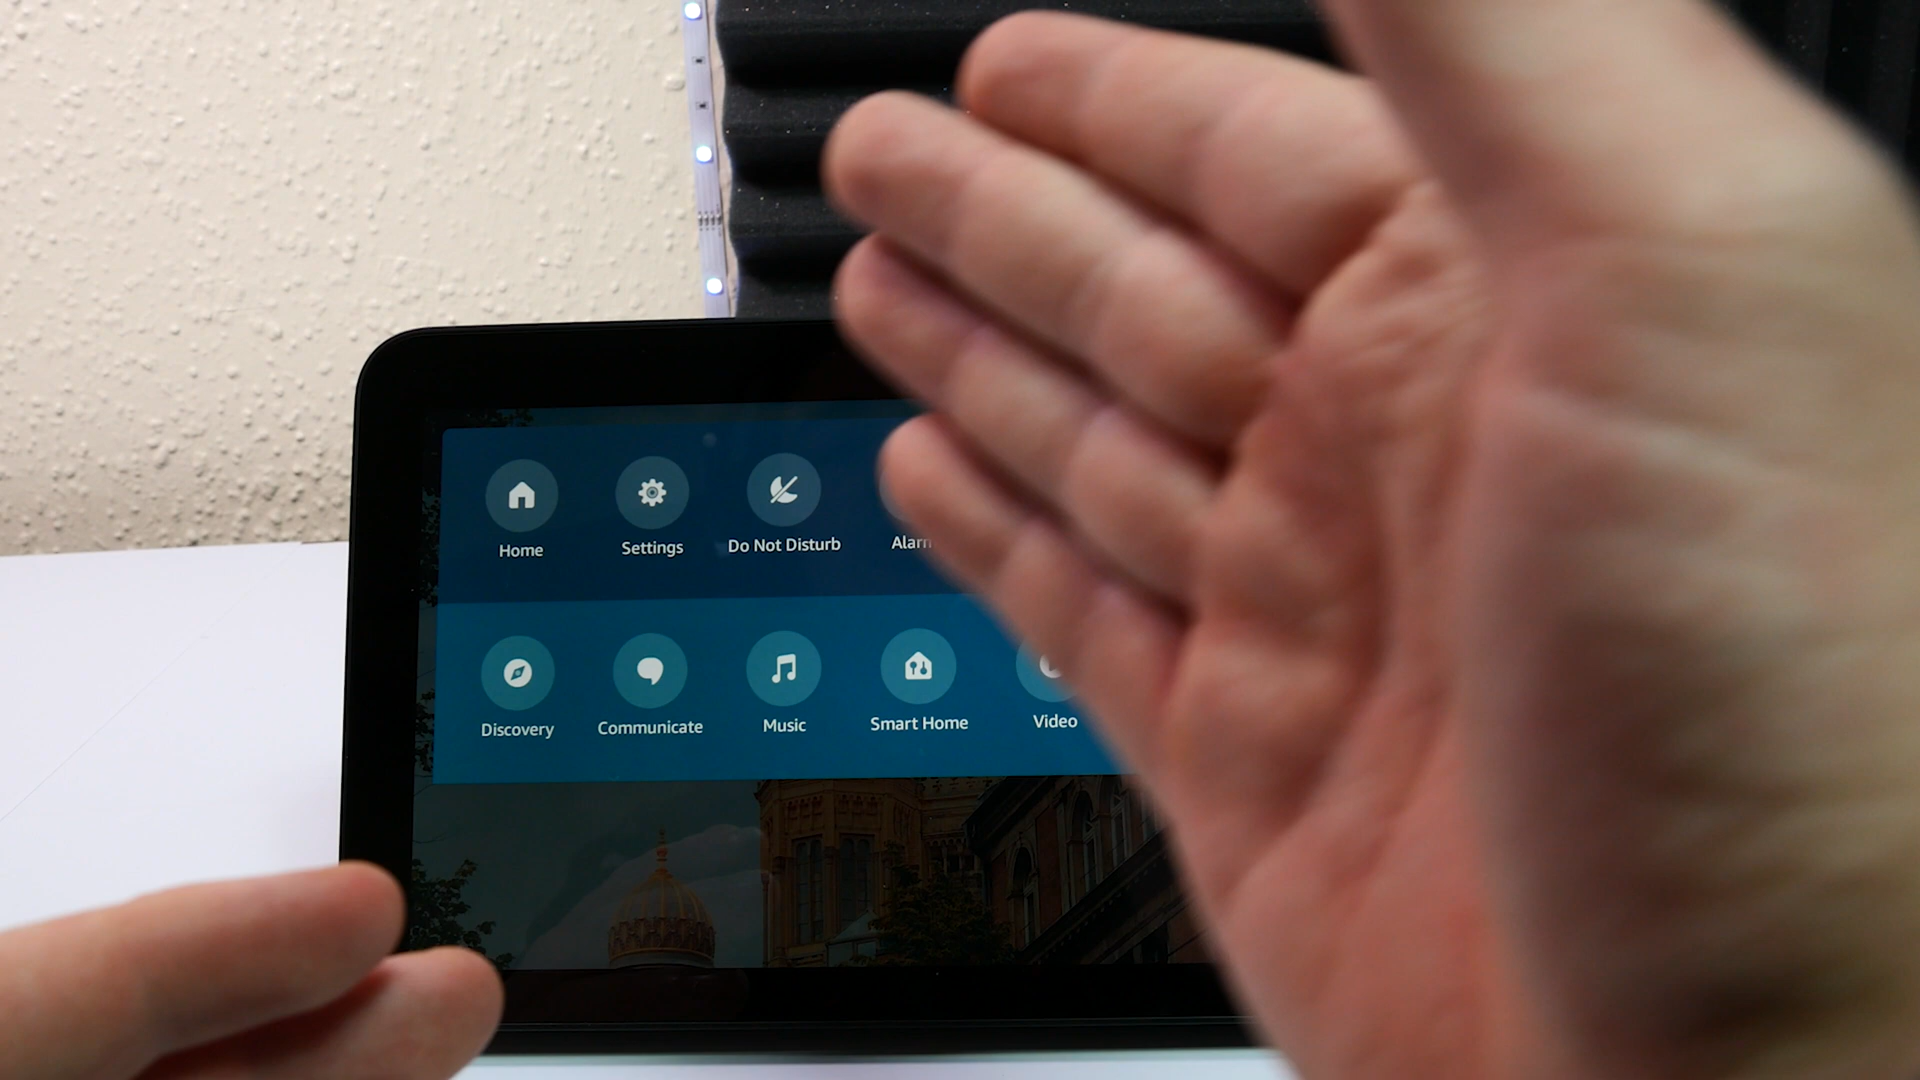 Home
Settings
Do Not Disturb
Discovery
Communicate
Music
Smart Home
Video